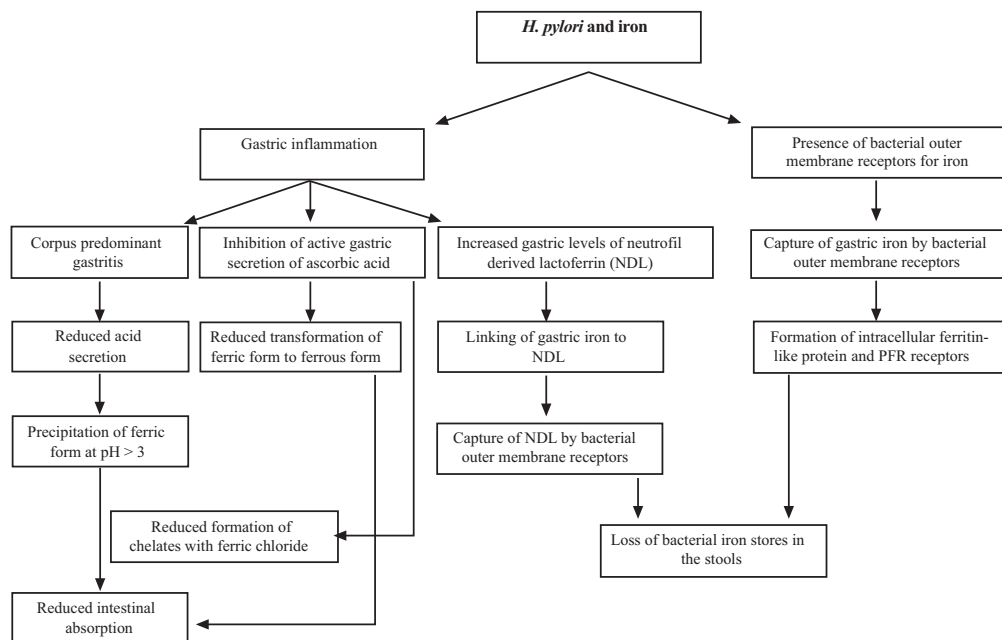 H. pylori and iron
Gastric inflammation
Presence of bacterial outer
membrane receptors for iron
Corpus predominant
gastritis
Inhibition of active gastric
secretion of ascorbic acid
Increased gastric levels of neutrofil
derived lactoferrin (NDL)
Capture of gastric iron by bacterial
outer membrane receptors
Reduced acid
secretion
Reduced transformation of
ferric form to ferrous form
Linking of gastric iron to
NDL
Formation of intracellular ferritin-
like protein and PFR receptors
Precipitation of ferric
form at pH > 3
Capture of NDL by bacterial
outer membrane receptors
Reduced formation of
chelates with ferric chloride
Loss of bacterial iron stores in
the stools
Reduced intestinal
absorption